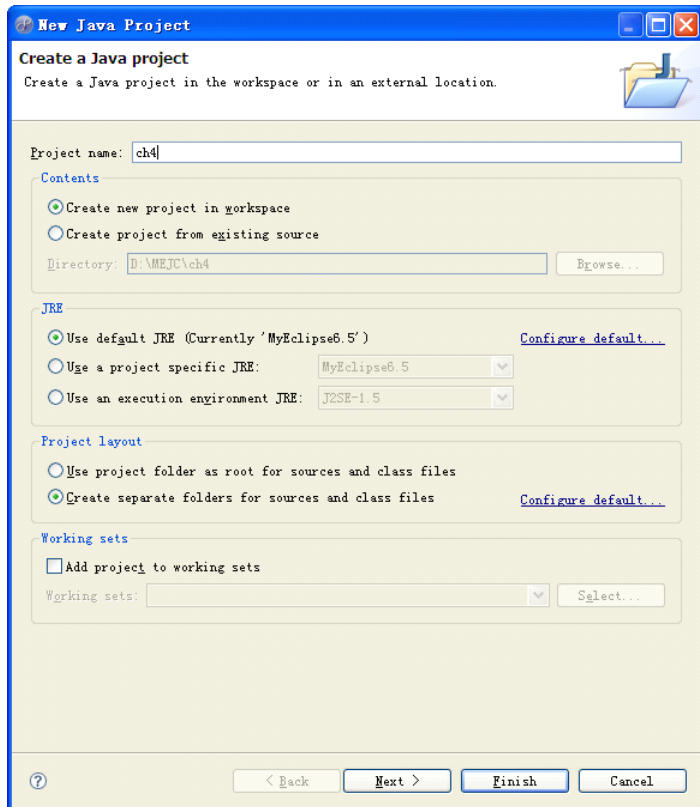 New Java Project
Create a Java project
Create a Java project in the workspace or in an external location.
Project name: ch4
Contents
Create new project in workspace
Create project from existing source
Directory: D:\MEJC\ch4 Browse...
JRE
Use default JRE (Currently 'MyEclipse6.5') Configure default...
Use a project specific JRE: MyEclipse6.5
Use an execution environment JRE: J2SE-1.5
Project layout
Use project folder as root for sources and class files
Create separate folders for sources and class files Configure default...
Working sets
Add project to working sets
Working sets: Select...
? < Back Next > Finish Cancel